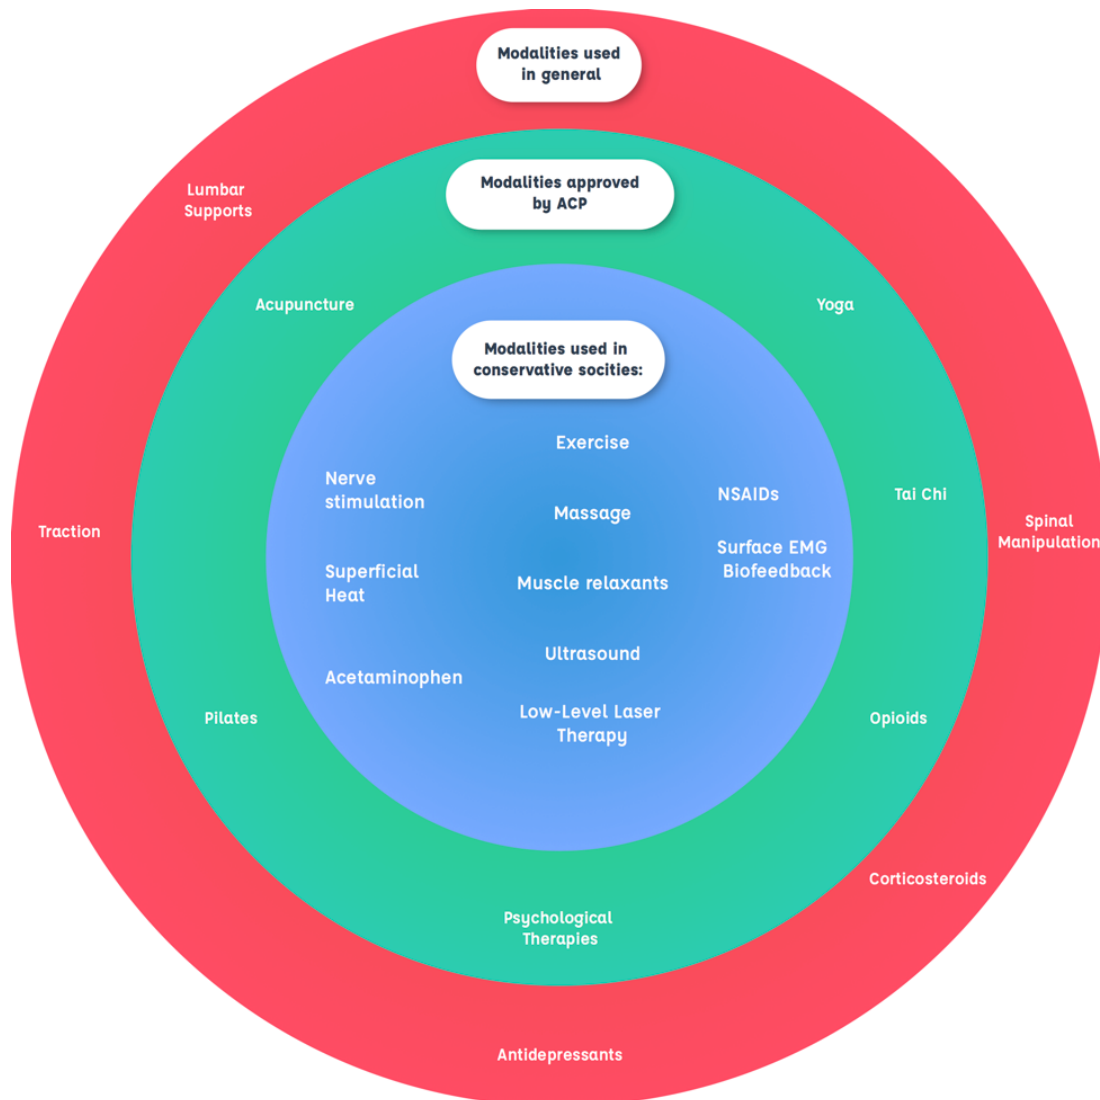 Modalities used
in general
Modalities approved
by ACP
Lumbar
Supports
Acupuncture
Yoga
Modalities used in
conservative socities:
Exercise
Nerve
stimulation
NSAIDs
Tai Chi
Massage
Traction
Spinal
Manipulation
Surface EMG
Biofeedback
Superficial
Heat
Muscle relaxants
Ultrasound
Acetaminophen
Low-Level Laser
Therapy
Pilates
Opioids
Corticosteroids
Psychological
Therapies
Antidepressants